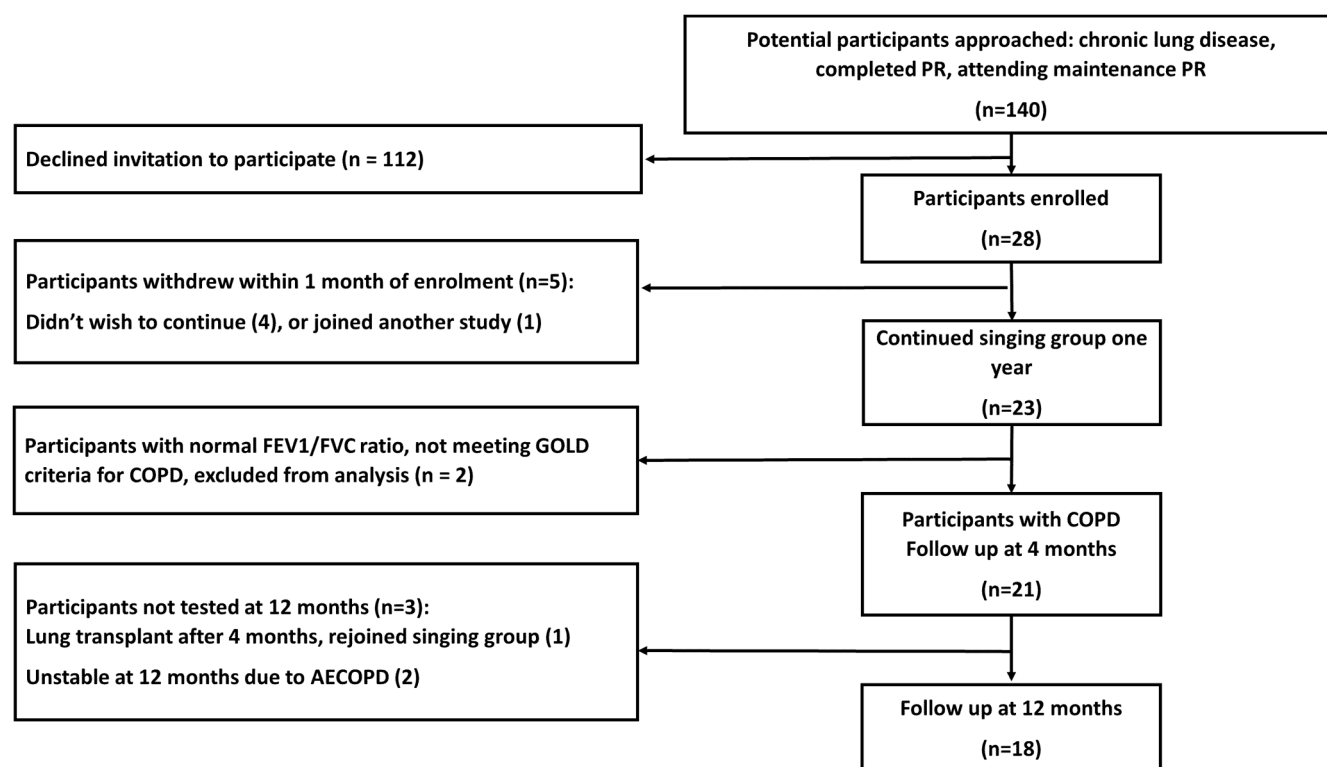 Potential participants approached: chronic lung disease,
completed PR, attending maintenance PR
(n=140)
Declined invitation to participate (n = 112)
Participants enrolled
(n=28)
Participants withdrew within 1 month of enrolment (n=5):
Didn't wish to continue (4), or joined another study (1)
Continued singing group one
year
(n=23)
Participants with normal FEV1/FVC ratio, not meeting GOLD
criteria for COPD, excluded from analysis (n = 2)
Participants with COPD
Follow up at 4 months
(n=21)
Participants not tested at 12 months (n=3):
Lung transplant after 4 months, rejoined singing group (1)
Unstable at 12 months due to AECOPD (2)
Follow up at 12 months
(n=18)